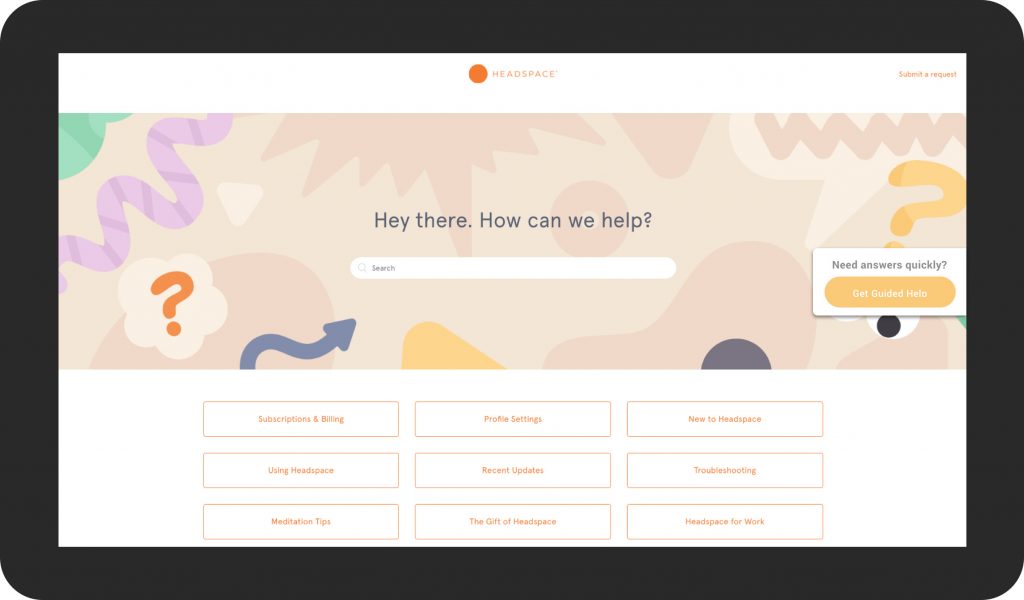 HEADSPACE
Submit a request
Hey there. How can we help?
Search
Need answers quickly?
Get Guided Help
Subscriptions & Billing
Profile Settings
New to Headspace
Using Headspace
Recent Updates
Troubleshooting
Meditation Tips
The Gift of Headspace
Headspace for Work